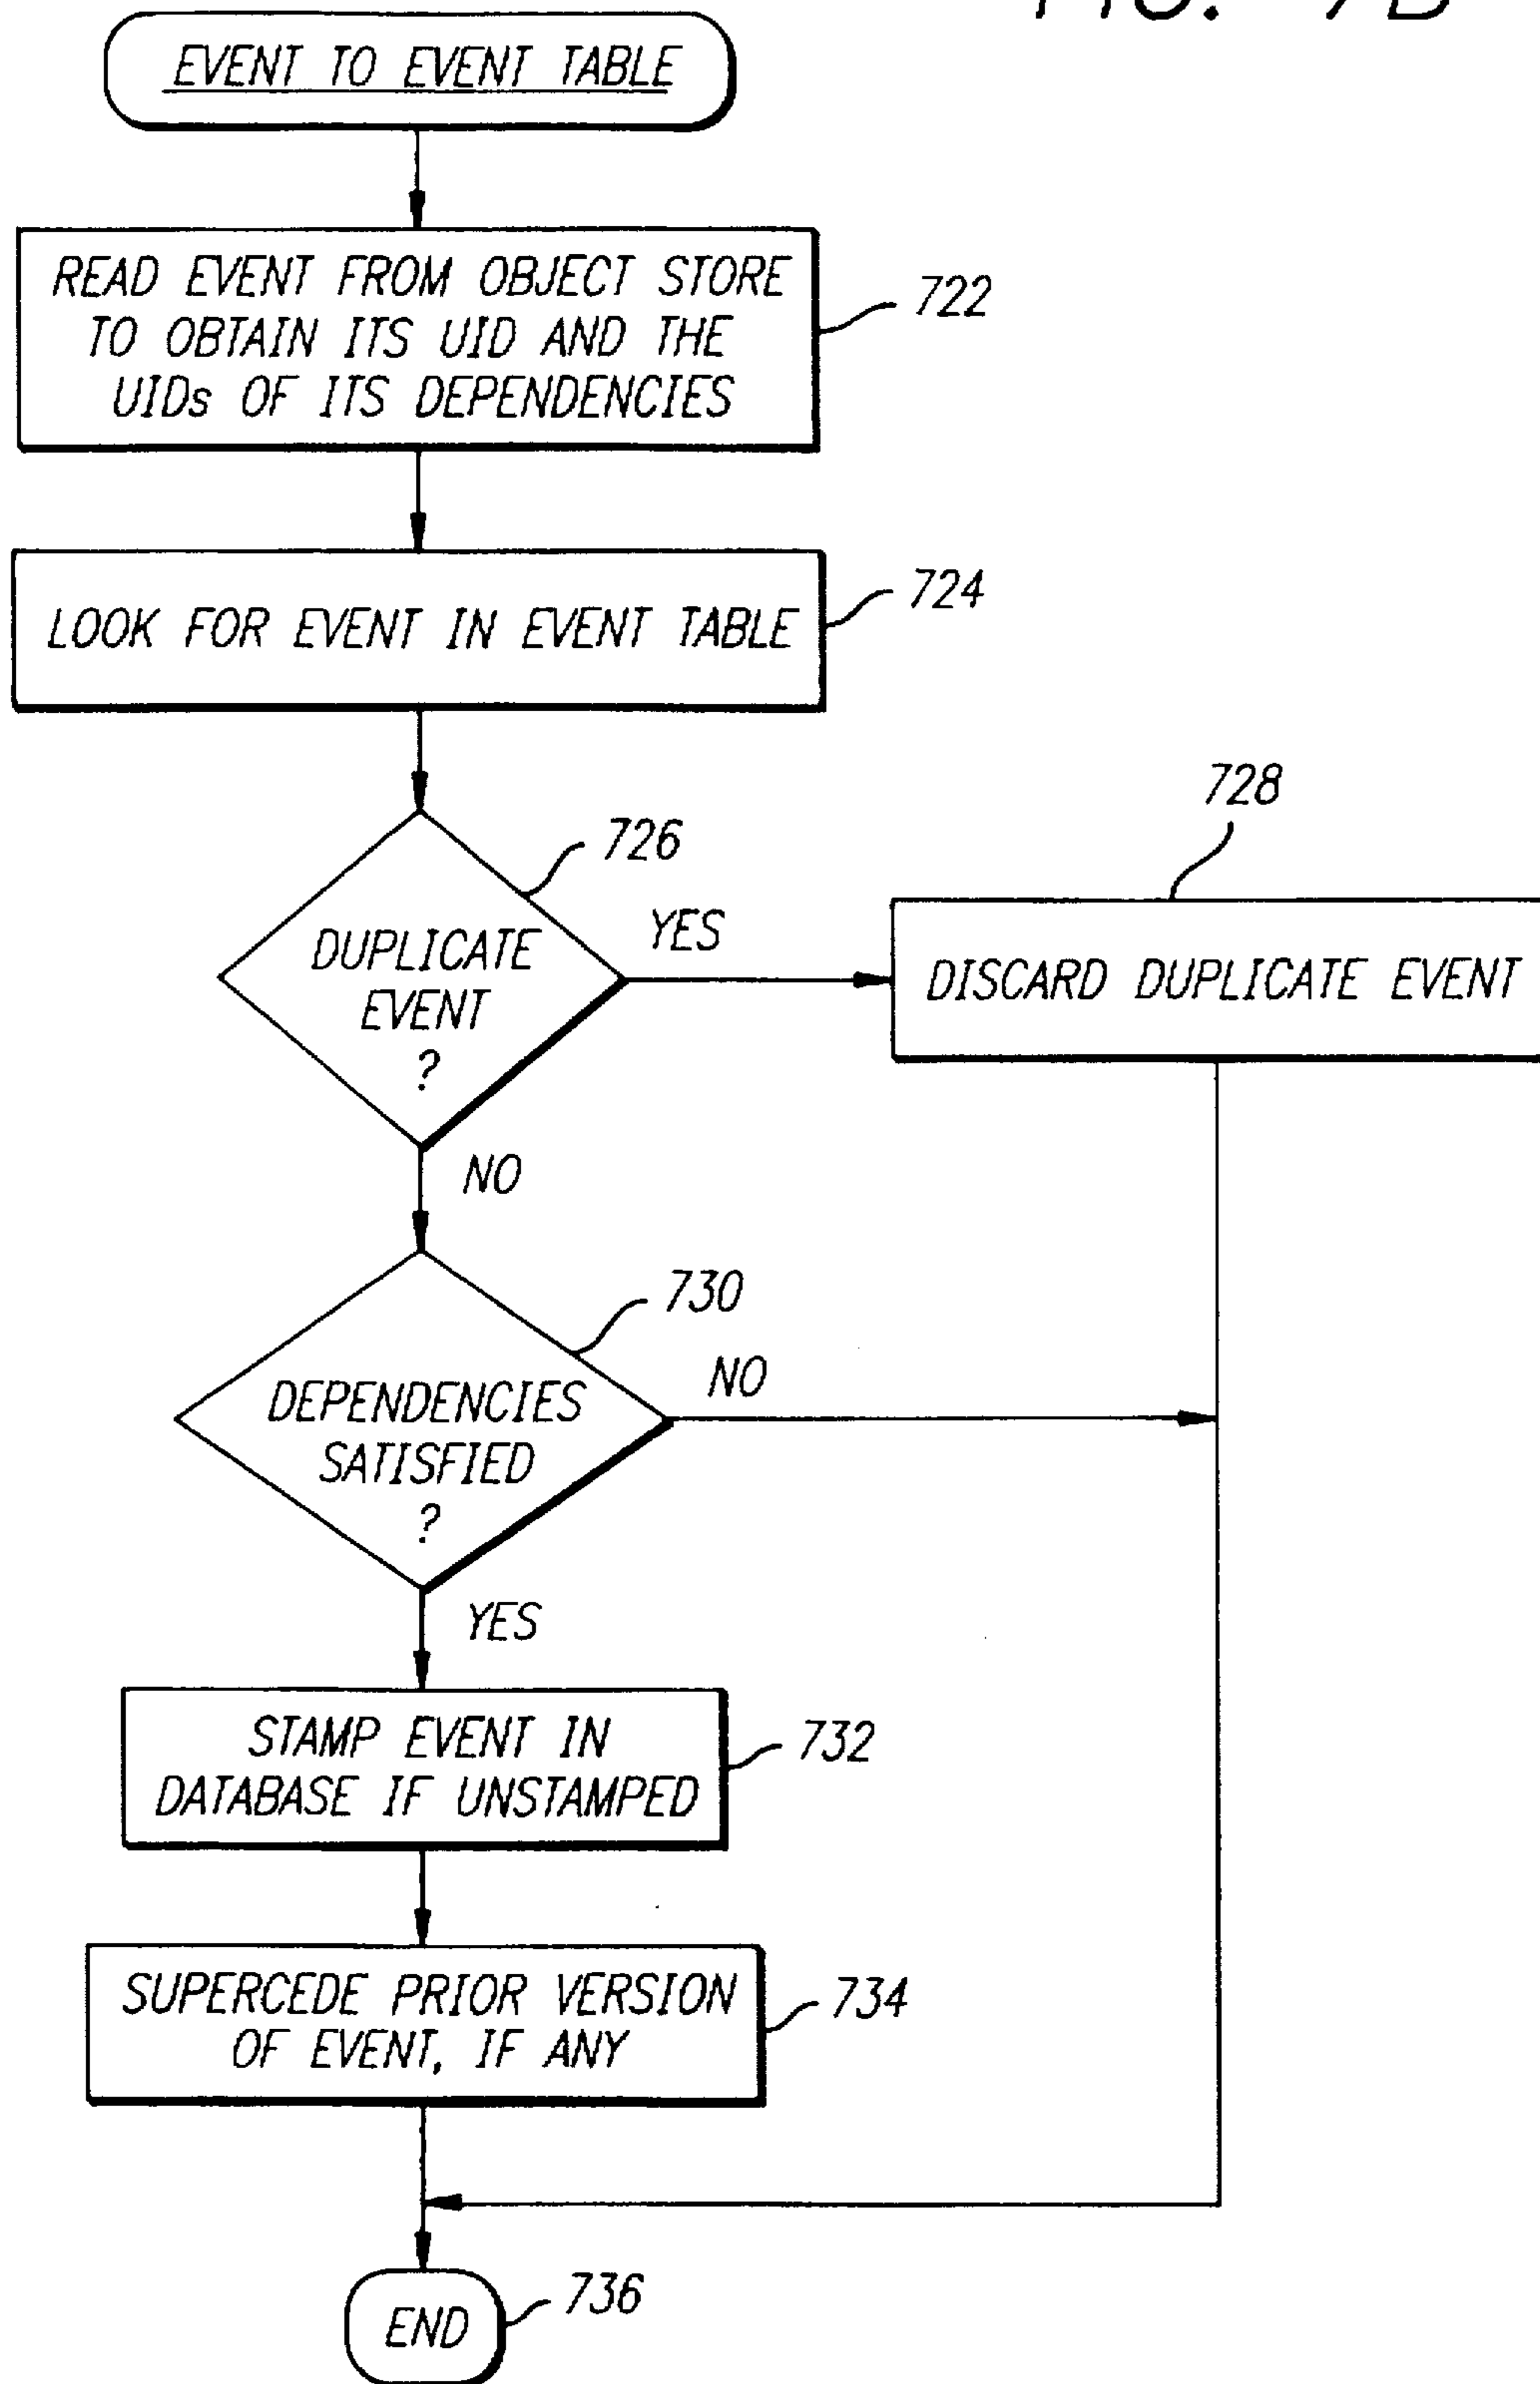 FIG. 7B
EVENT TO EVENT TABLE
READ EVENT FROM OBJECT STORE
TO OBTAIN ITS UID AND THE
UIDs OF ITS DEPENDENCIES
722
LOOK FOR EVENT IN EVENT TABLE
724
726
DUPLICATE
EVENT
?
YES
728
DISCARD DUPLICATE EVENT
NO
730
DEPENDENCIES
SATISFIED
?
NO
YES
STAMP EVENT IN
DATABASE IF UNSTAMPED
732
SUPERCEDE PRIOR VERSION
OF EVENT, IF ANY
734
END
736